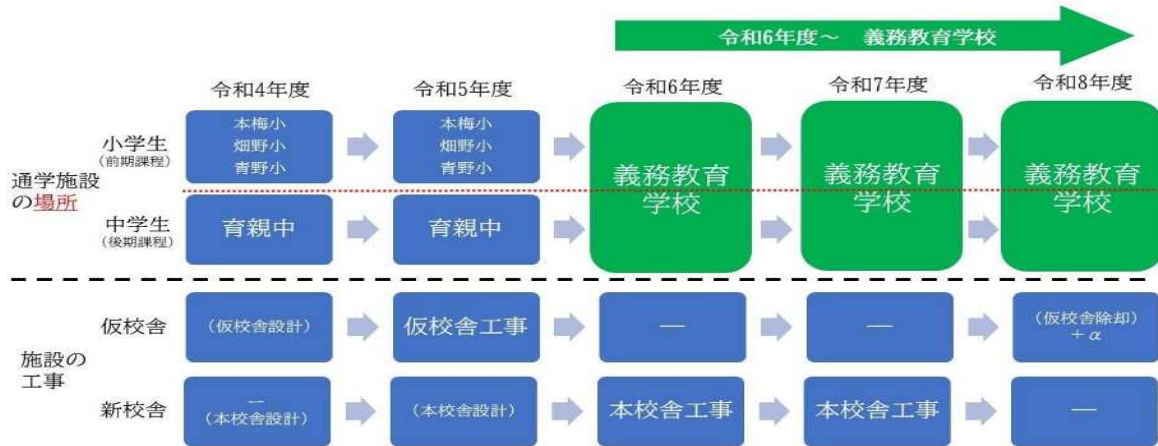 令和6年度～　義務教育学校
令和4年度
令和5年度
令和6年度
令和7年度
令和8年度
通学施設
の場所
小学生
(前期課程)
本梅小
畑野小
青野小
本梅小
畑野小
青野小
義務教育
学校
義務教育
学校
義務教育
学校
中学生
(後期課程)
育親中
育親中
施設の
工事
仮校舎
(仮校舎設計)
仮校舎工事
―
―
(仮校舎除却)
+α
新校舎
―
(本校舎設計)
(本校舎設計)
本校舎工事
本校舎工事
―